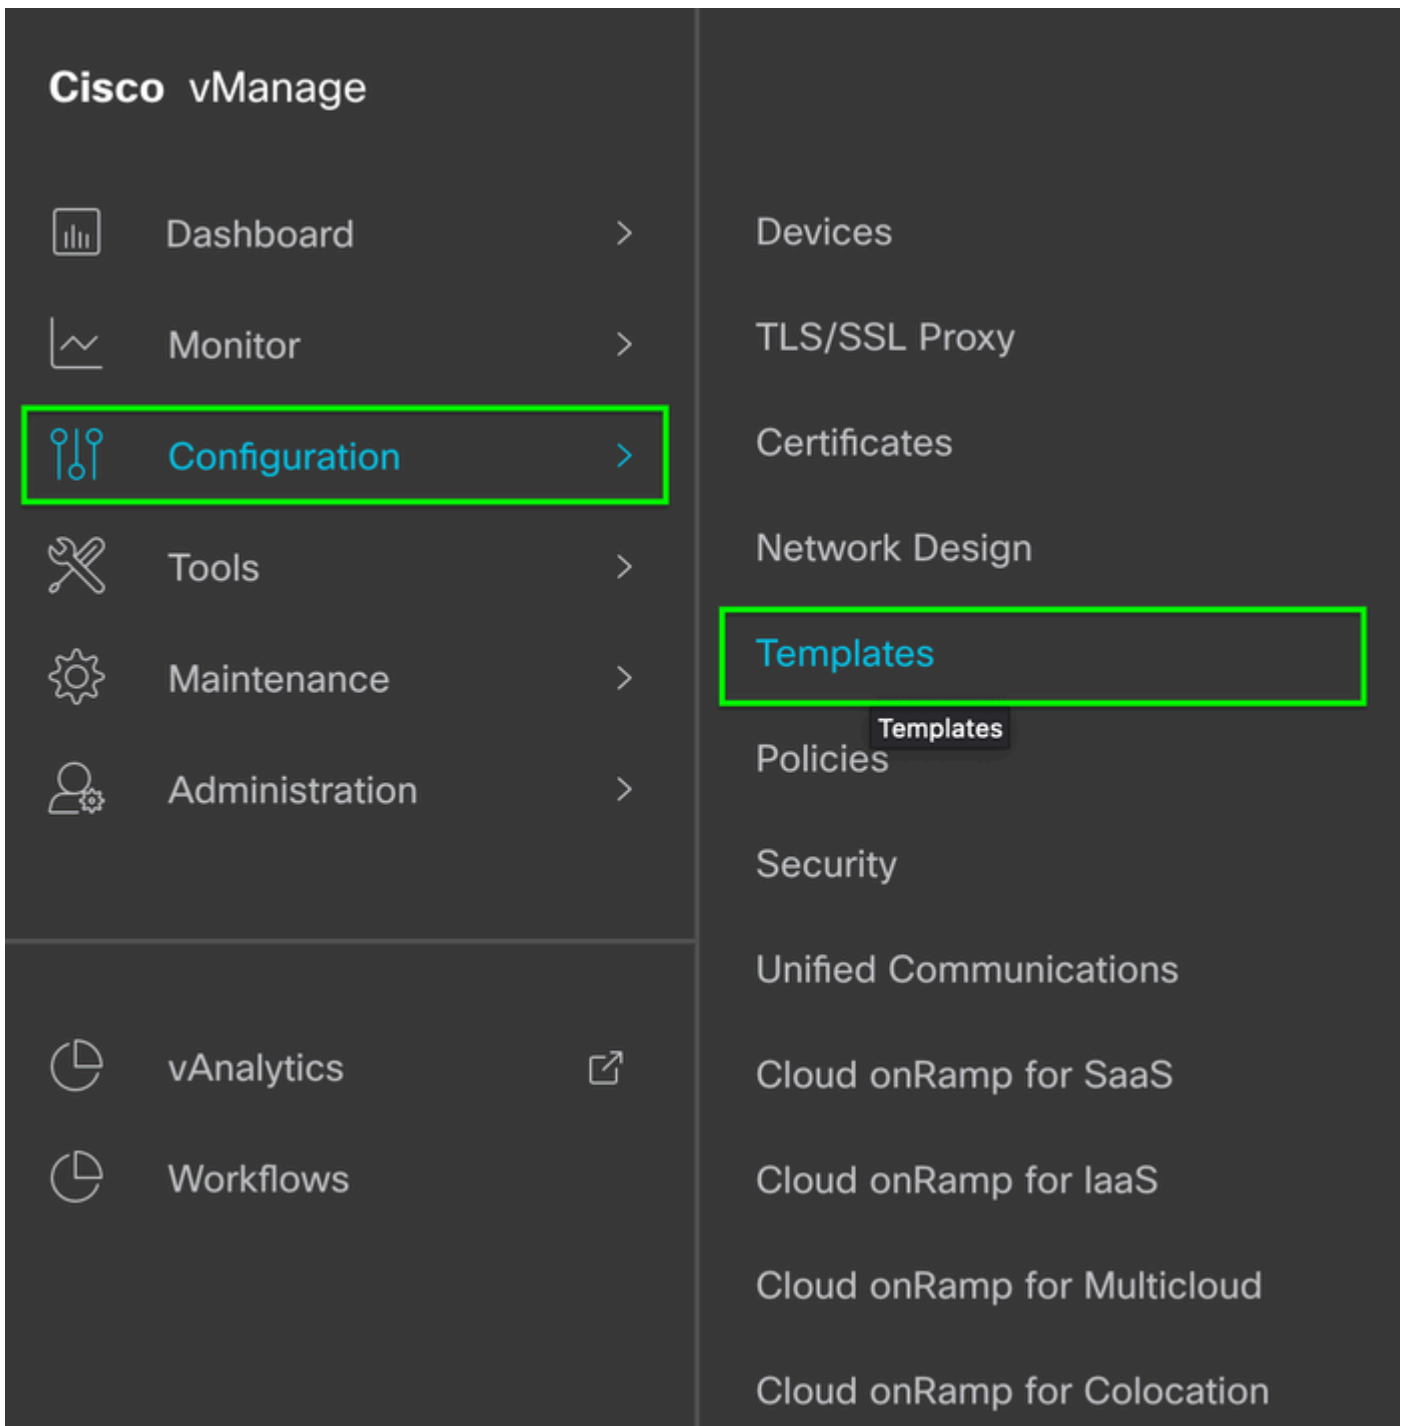 Cisco vManage
Dashboard
Monitor
Configuration
Tools
Maintenance
Administration
vAnalytics
Workflows
Devices
TLS/SSL Proxy
Certificates
Network Design
Templates
Templates
Policies
Security
Unified Communications
Cloud onRamp for SaaS
Cloud onRamp for IaaS
Cloud onRamp for Multicloud
Cloud onRamp for Colocation